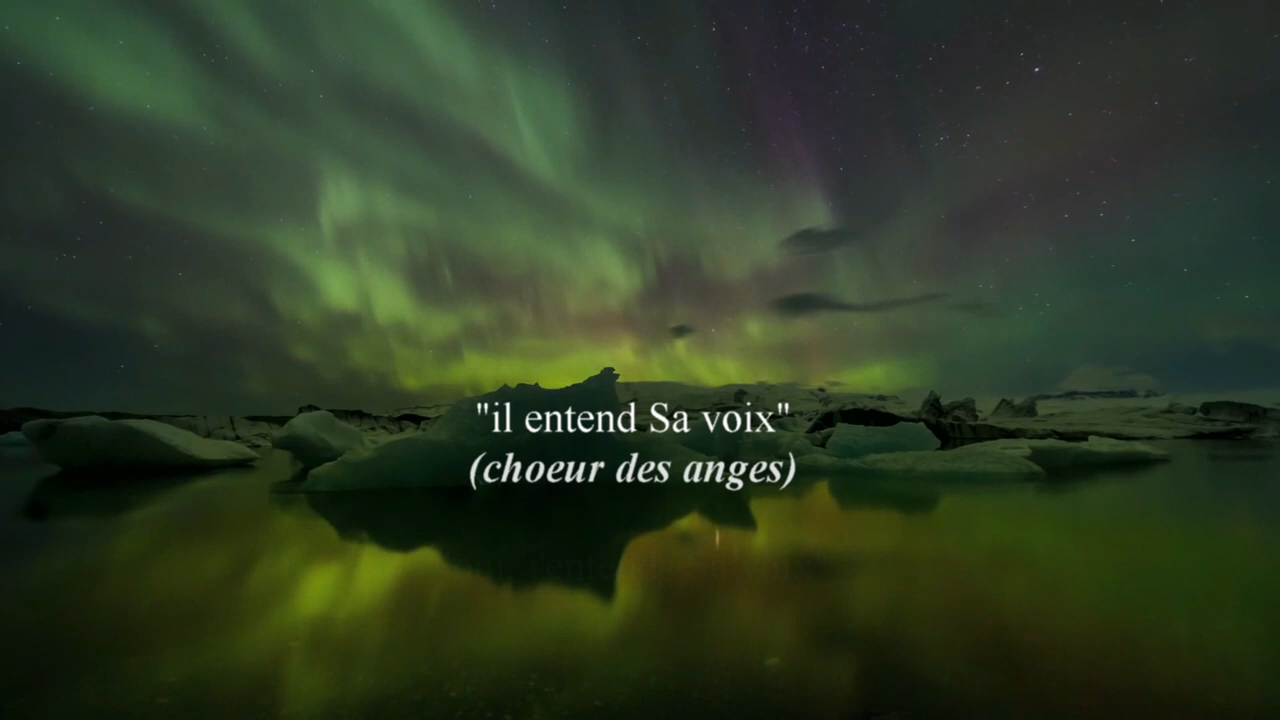 "il entend Sa voix"
(choeur des anges)